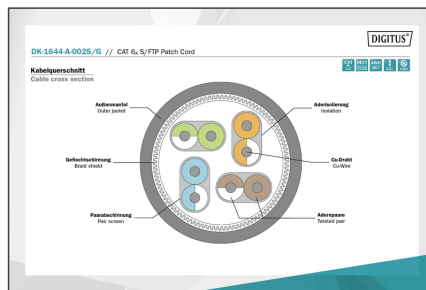 DIGITUS®
DK-1644-A-0025/G // CAT 6A S/FTP Patch Cord
Kabelquerschnitt
Cable cross section
Außenmantel
Outer jacket
Aderisolierung
Isolation
Geflechtschirmung
Braid shield
Cu-Draht
Cu-Wire
Paarabschirmung
Pair screen
Adernpaare
Twisted pair